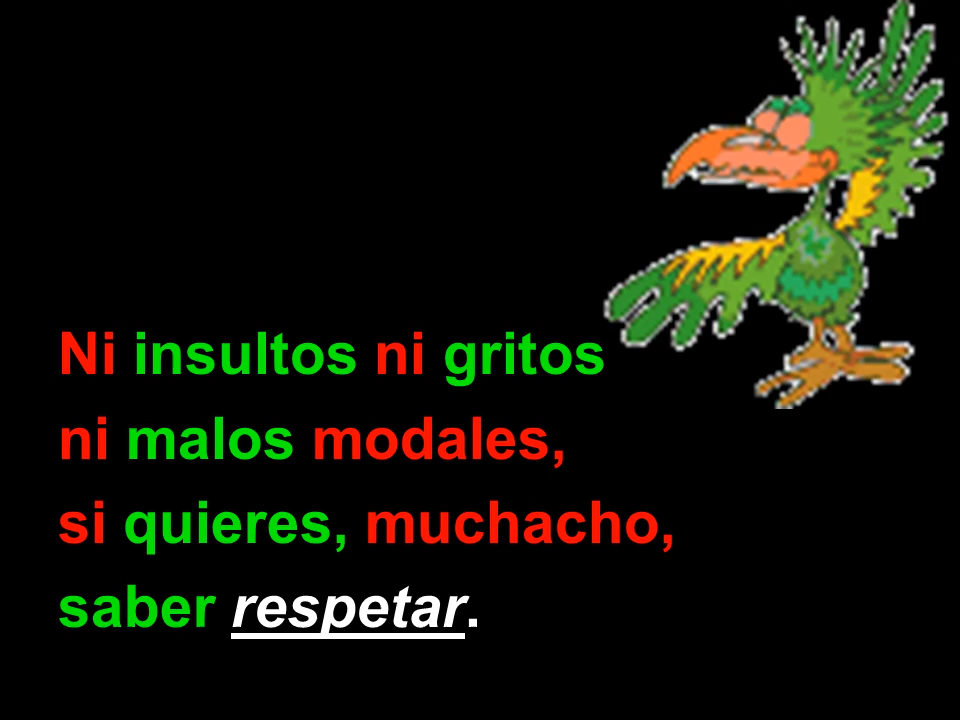 Ni insultos ni gritos
ni malos modales,
si quieres, muchacho,
saber respetar.